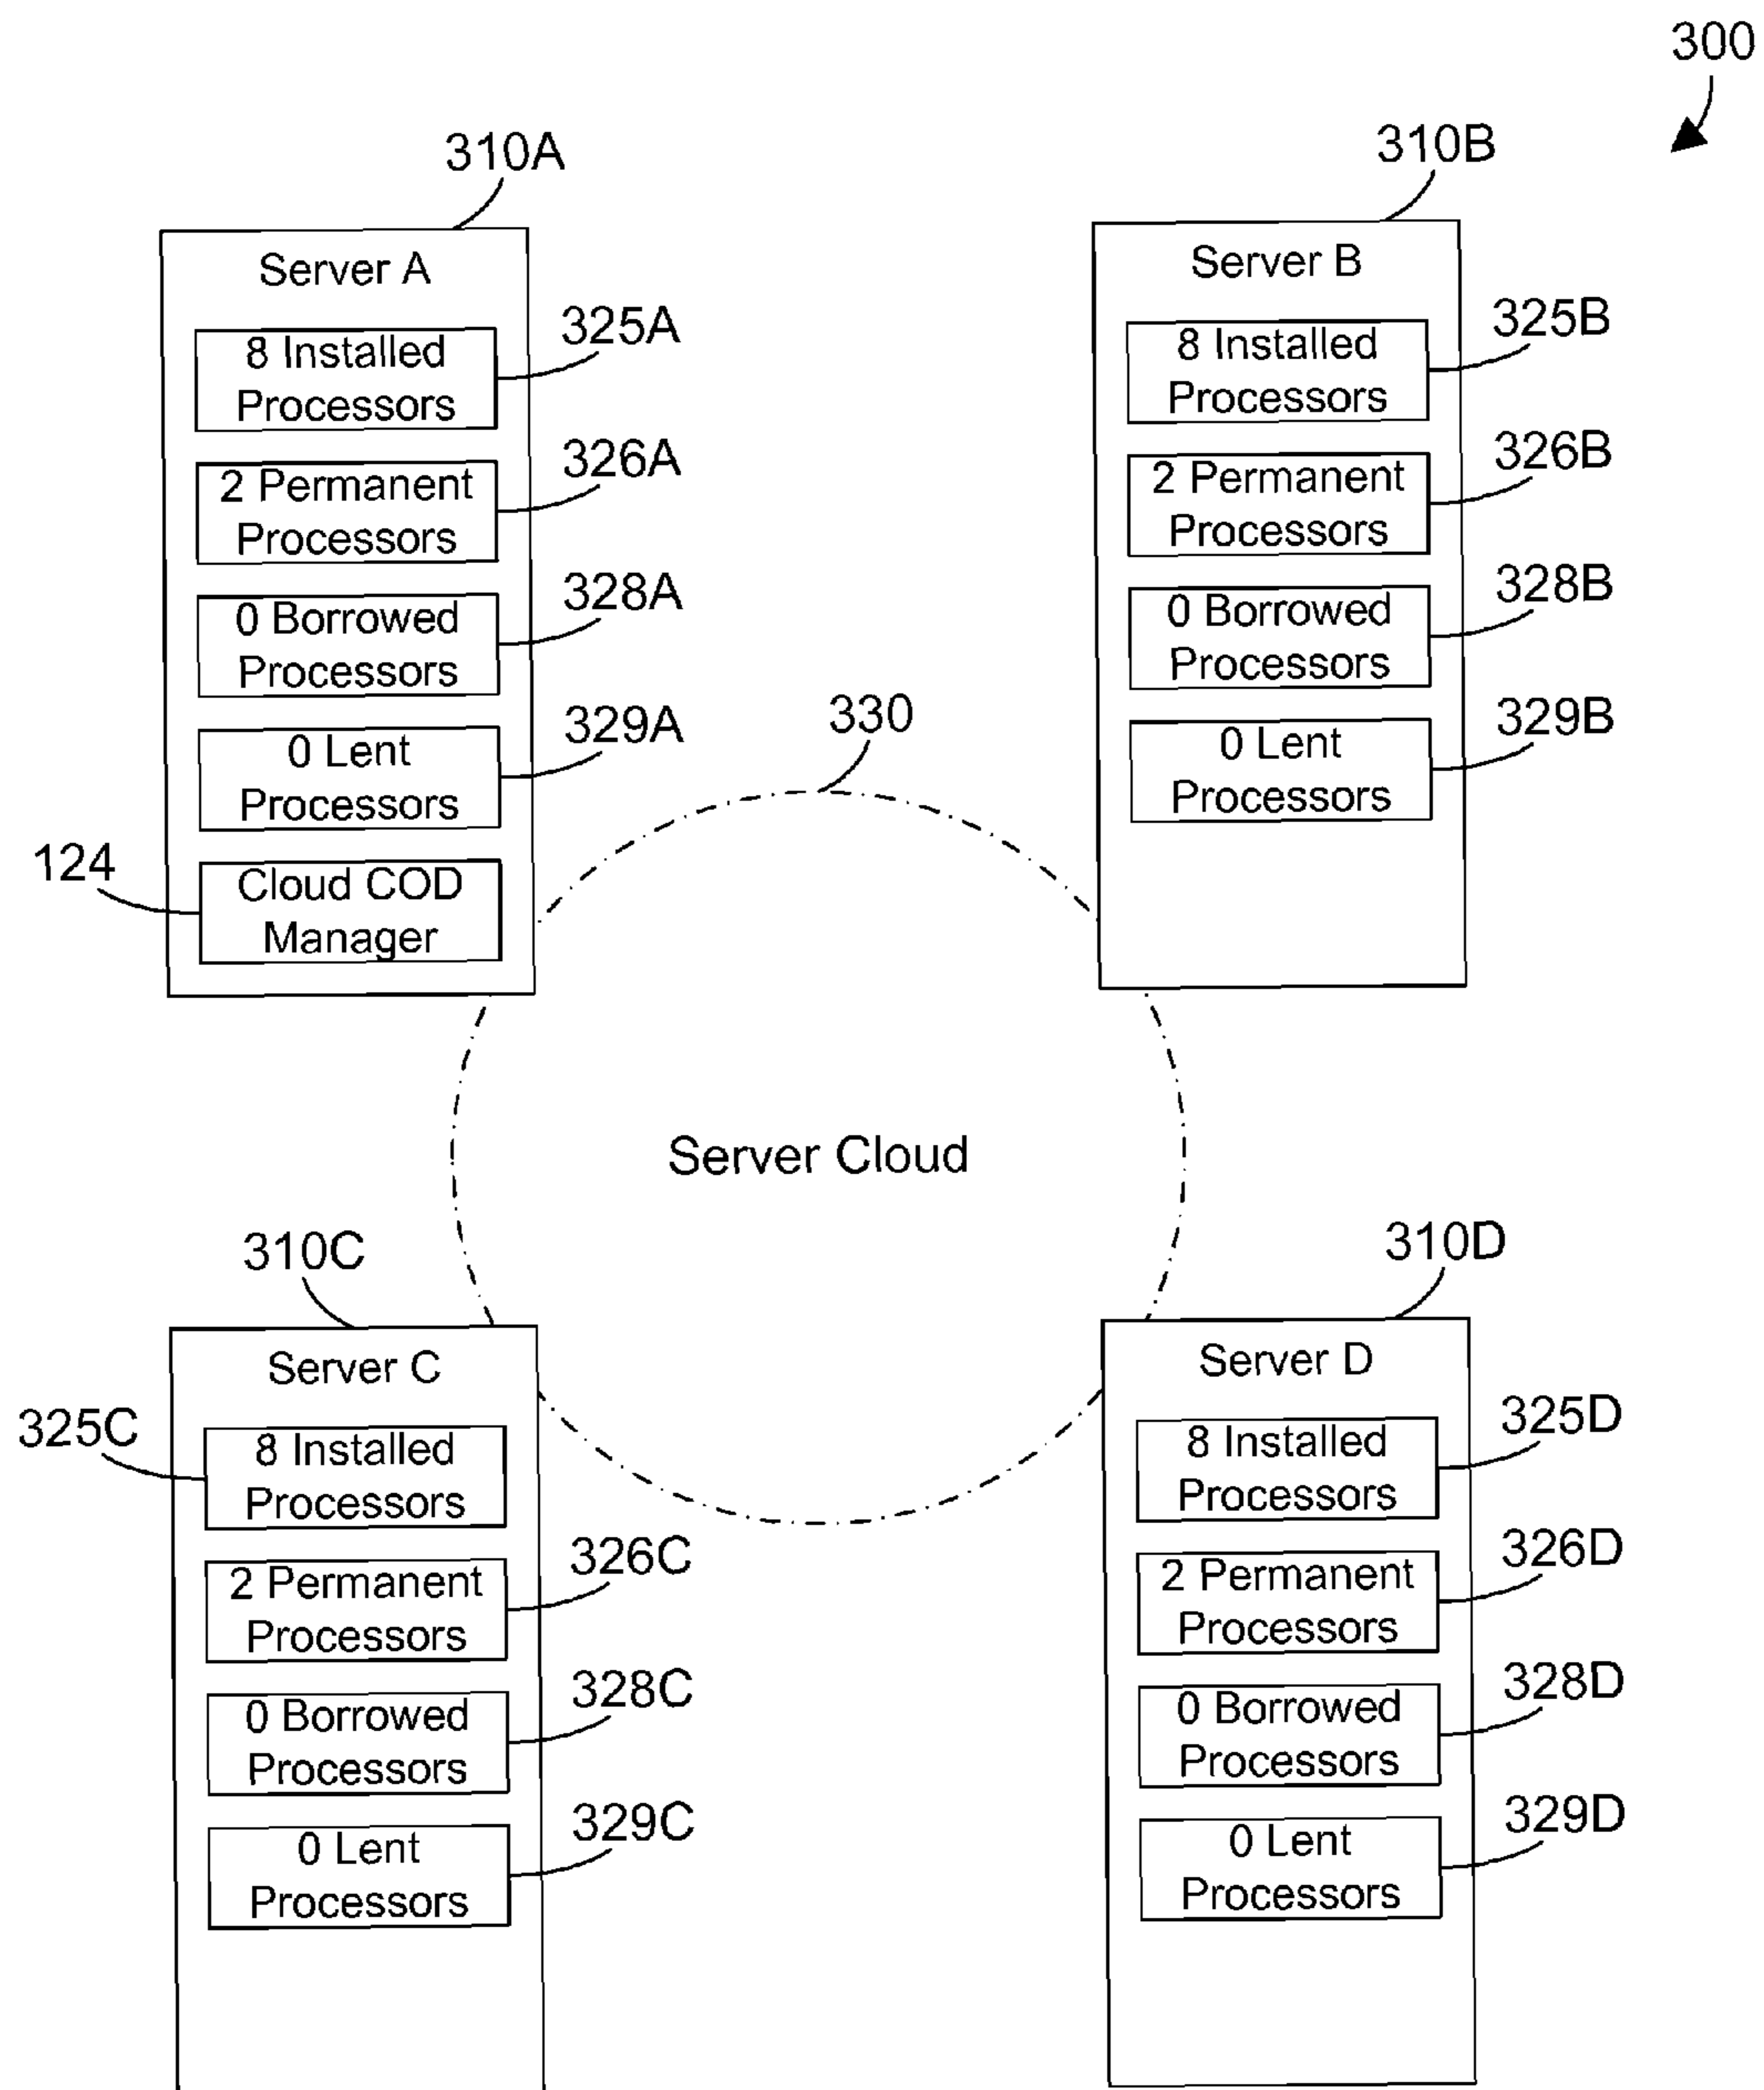 300
310A
310B
Server A
Server B
8 Installed
Processors
325A
8 Installed
Processors
325B
2 Permanent
Processors
326A
2 Permanent
Processors
326B
0 Borrowed
Processors
328A
0 Borrowed
Processors
328B
0 Lent
Processors
329A
0 Lent
Processors
329B
330
124
Cloud COD
Manager
Server Cloud
310C
310D
Server C
Server D
325C
8 Installed
Processors
8 Installed
Processors
325D
2 Permanent
Processors
326C
2 Permanent
Processors
326D
0 Borrowed
Processors
328C
0 Borrowed
Processors
328D
0 Lent
Processors
329C
0 Lent
Processors
329D